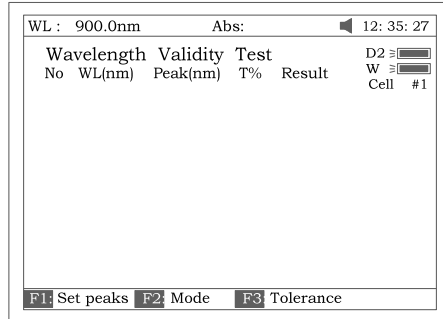 WL : 900.0nm Abs: 12: 35: 27
Wavelength Validity Test D2
No WL(nm) Peak(nm) T% Result W
Cell #1
F1: Set peaks F2: Mode F3: Tolerance